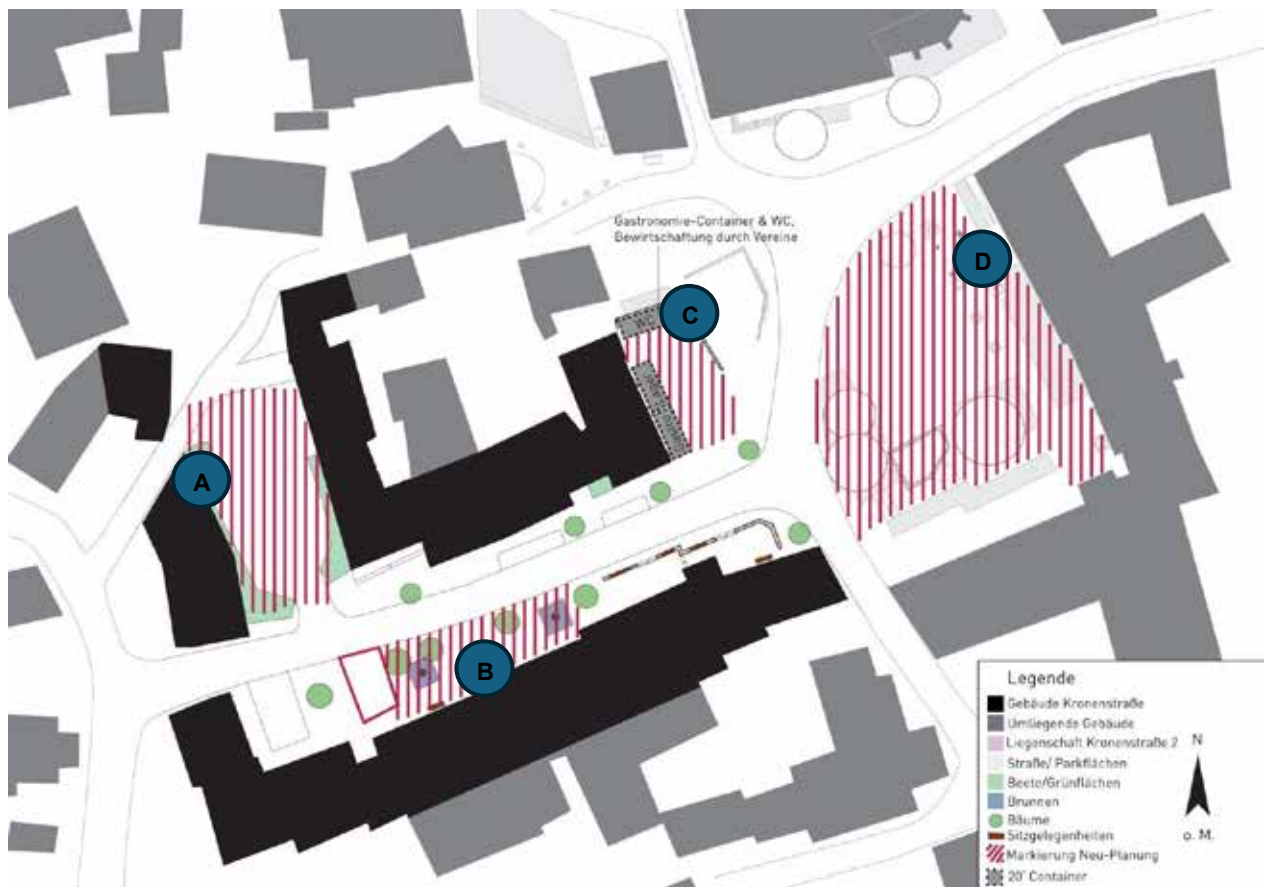 Gastronomie-Container & WC,
Bewirtschaftung durch Vereine
WC
A
B
C
D
Legende
Gebäude Kronenstraße
Umliegende Gebäude
Liegenschaft Kronenstraße 2
Straße/ Parkflächen
Beete/Grünflächen
Brunnen
Bäume
Sitzgelegenheiten
Markierung Neu-Planung
20' Container
N
o. M.